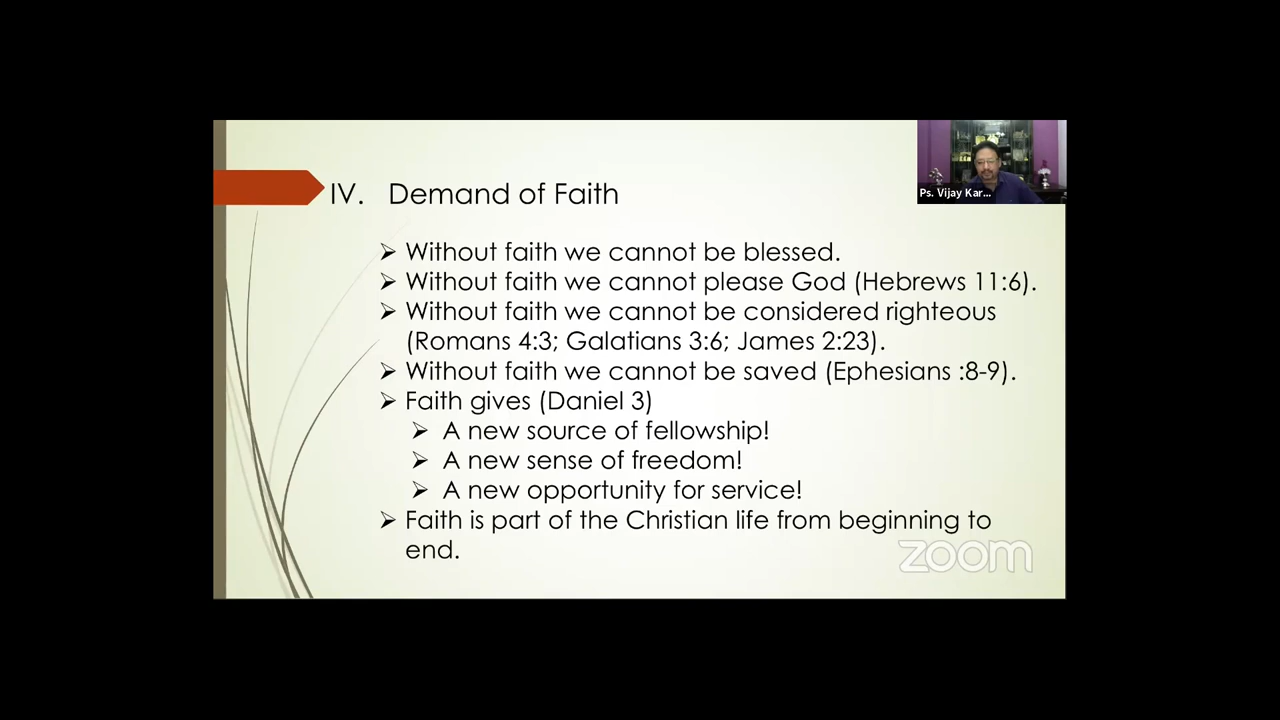 Ps. Vijay Kar...
IV. Demand of Faith
➢ Without faith we cannot be blessed.
➢ Without faith we cannot please God (Hebrews 11:6).
➢ Without faith we cannot be considered righteous
(Romans 4:3; Galatians 3:6; James 2:23).
➢ Without faith we cannot be saved (Ephesians :8-9).
➢ Faith gives (Daniel 3)
➢ A new source of fellowship!
➢ A new sense of freedom!
➢ A new opportunity for service!
➢ Faith is part of the Christian life from beginning to
end.
zoom